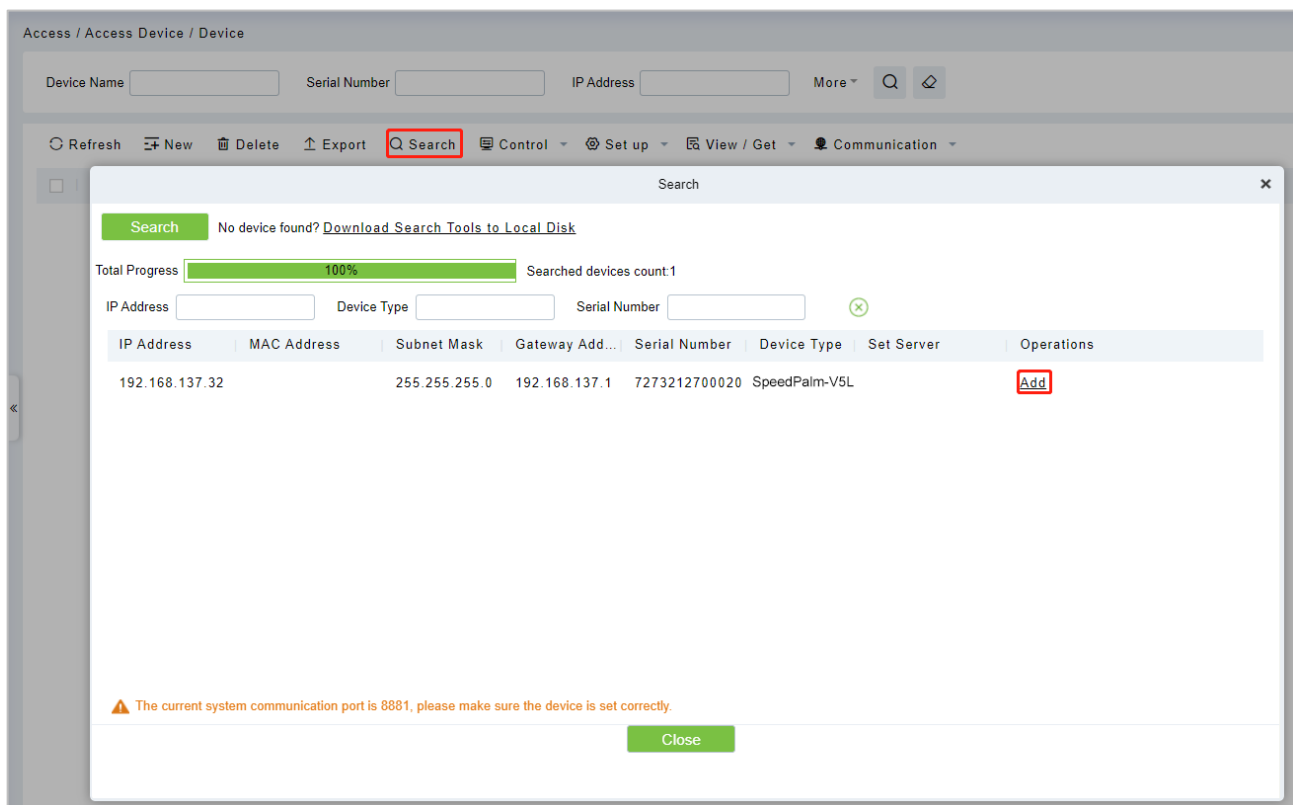 Access / Access Device / Device
Device Name Serial Number IP Address More
Refresh New Delete Export Search Control Set up View / Get Communication
Search
Search No device found? Download Search Tools to Local Disk
Total Progress 100% Searched devices count:1
IP Address Device Type Serial Number
IP Address MAC Address Subnet Mask Gateway Add... Serial Number Device Type Set Server Operations
192.168.137.32 255.255.255.0 192.168.137.1 7273212700020 SpeedPalm-V5L Add
The current system communication port is 8881, please make sure the device is set correctly.
Close